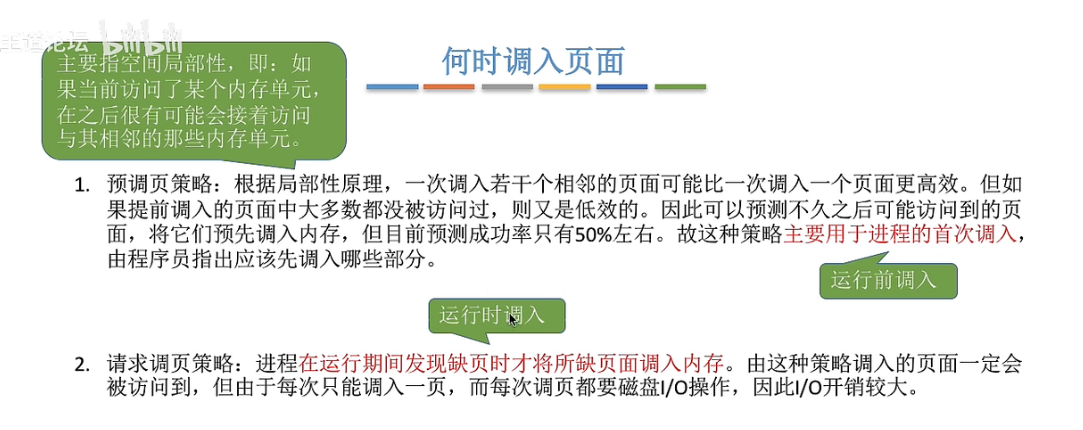 王道论坛 bilibili
何时调入页面
主要指空间局部性，即：如
果当前访问了某个内存单元，
在之后很有可能会接着访问
与其相邻的那些内存单元。
1. 预调页策略：根据局部性原理，一次调入若干个相邻的页面可能比一次调入一个页面更高效。但如
果提前调入的页面中大多数都没被访问过，则又是低效的。因此可以预测不久之后可能访问到的页
面，将它们预先调入内存，但目前预测成功率只有50%左右。故这种策略主要用于进程的首次调入，
由程序员指出应该先调入哪些部分。
运行前调入
运行时调入
2. 请求调页策略：进程在运行期间发现缺页时才将所缺页面调入内存。由这种策略调入的页面一定会
被访问到，但由于每次只能调入一页，而每次调页都要磁盘I/O操作，因此I/O开销较大。